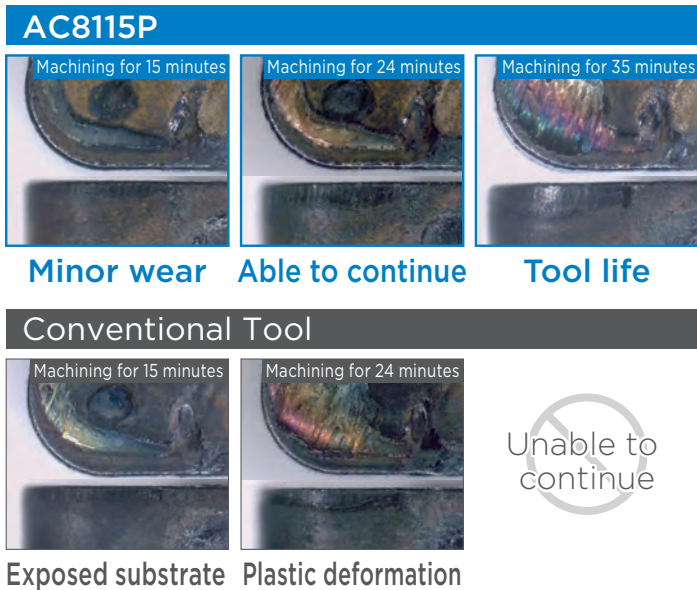 AC8115P
Machining for 15 minutes
Machining for 24 minutes
Machining for 35 minutes
Minor wear
Able to continue
Tool life
Conventional Tool
Machining for 15 minutes
Machining for 24 minutes
Unable to
continue
Exposed substrate
Plastic deformation